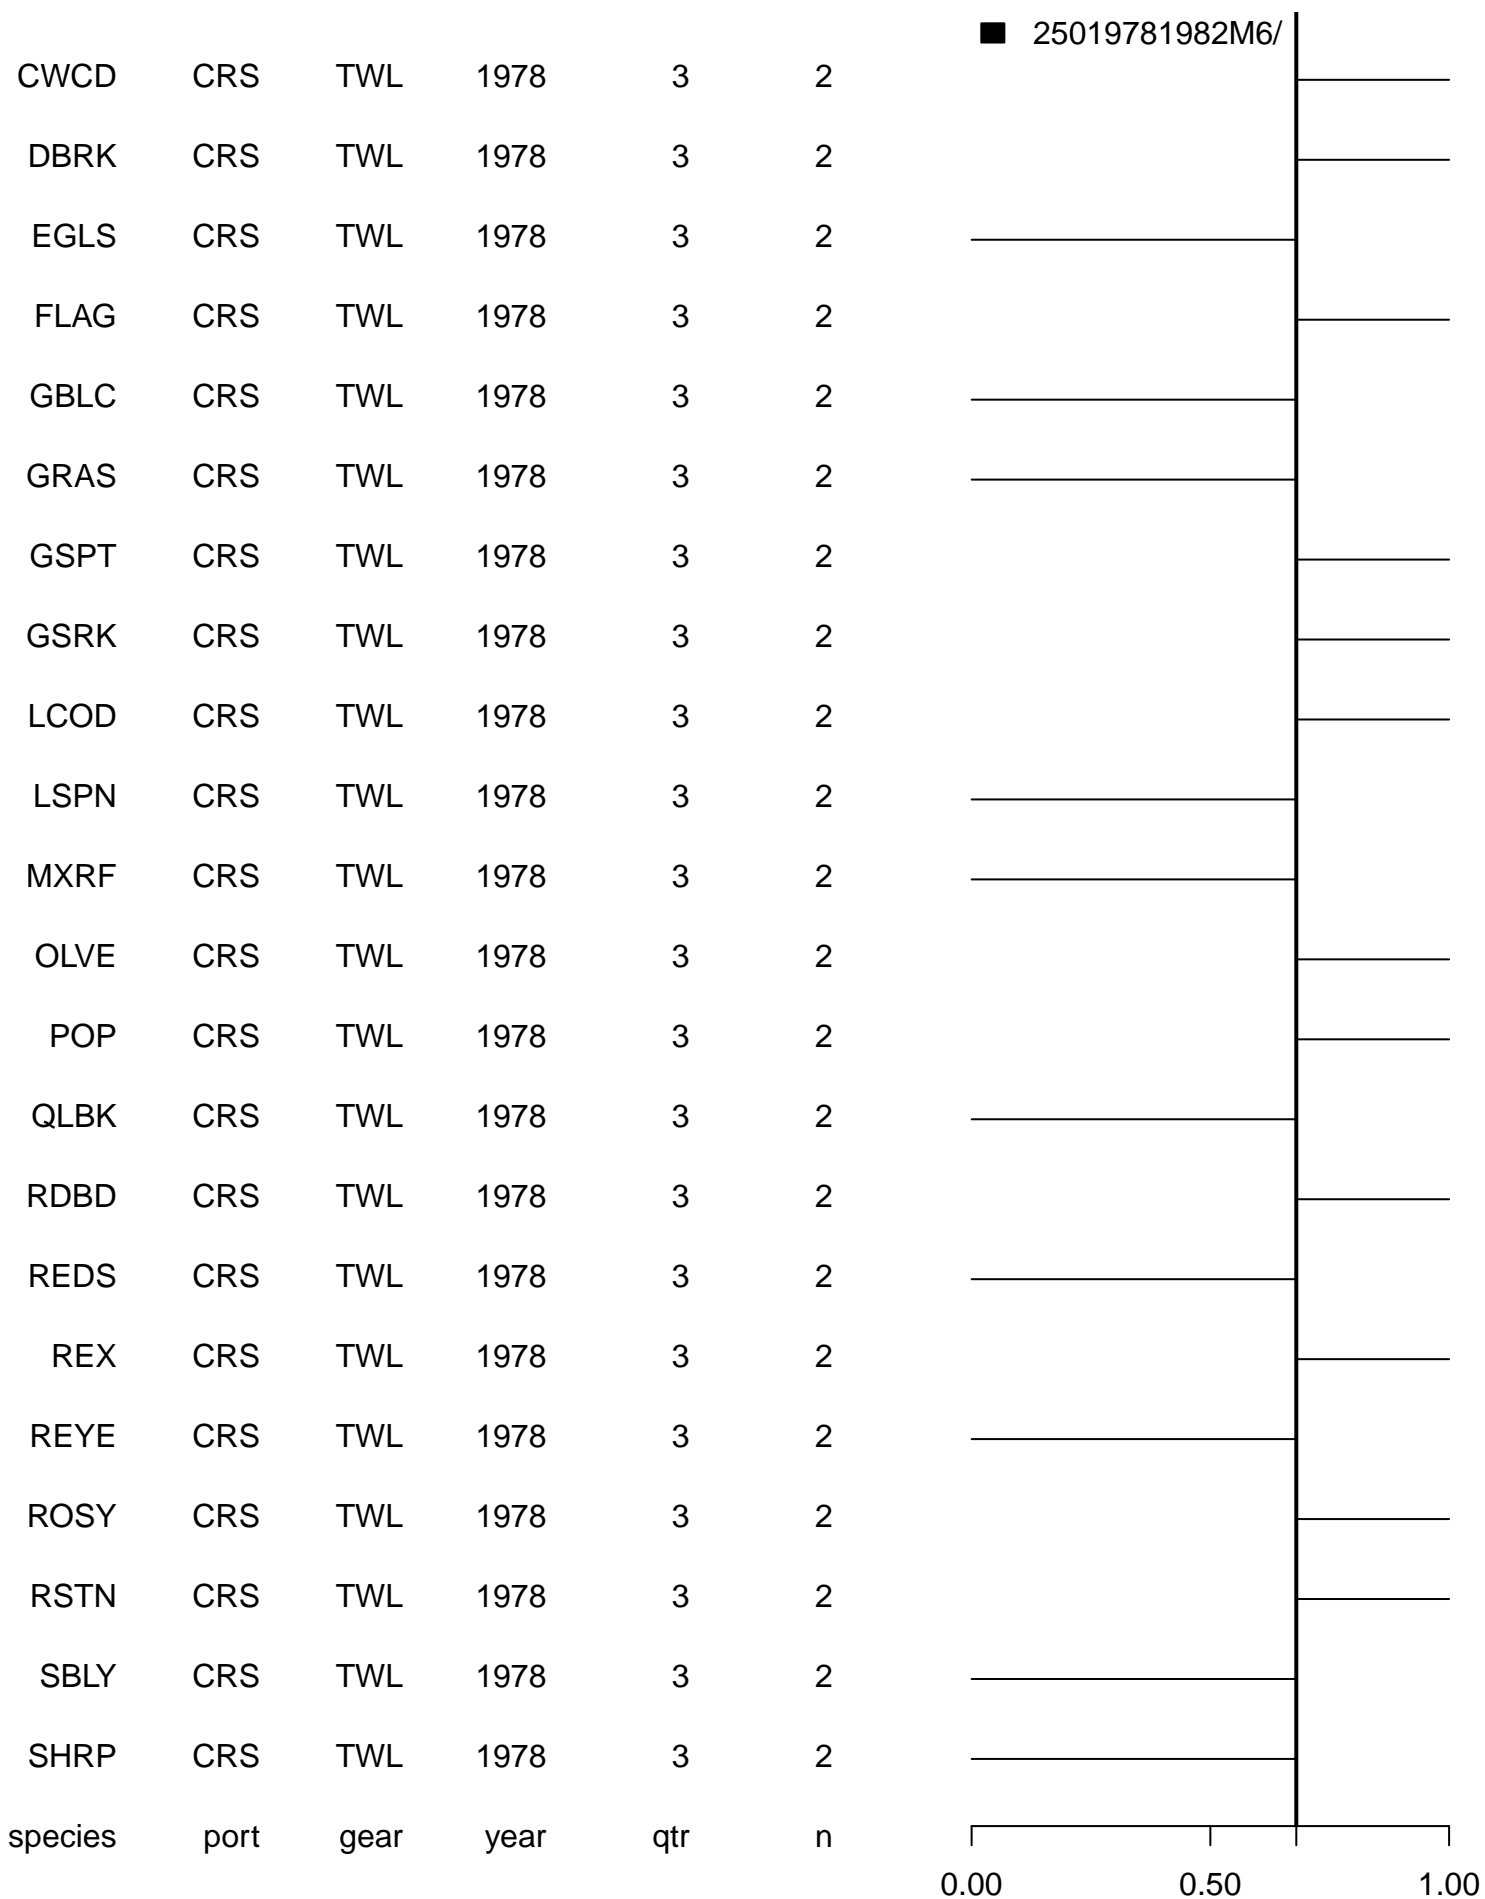 25019781982M6/
CWCD CRS TWL 1978 3 2
DBRK CRS TWL 1978 3 2
EGLS CRS TWL 1978 3 2
FLAG CRS TWL 1978 3 2
GBLC CRS TWL 1978 3 2
GRAS CRS TWL 1978 3 2
GSPT CRS TWL 1978 3 2
GSRK CRS TWL 1978 3 2
LCOD CRS TWL 1978 3 2
LSPN CRS TWL 1978 3 2
MXRF CRS TWL 1978 3 2
OLVE CRS TWL 1978 3 2
POP CRS TWL 1978 3 2
QLBK CRS TWL 1978 3 2
RDBD CRS TWL 1978 3 2
REDS CRS TWL 1978 3 2
REX CRS TWL 1978 3 2
REYE CRS TWL 1978 3 2
ROSY CRS TWL 1978 3 2
RSTN CRS TWL 1978 3 2
SBLY CRS TWL 1978 3 2
SHRP CRS TWL 1978 3 2
species port gear year qtr n
0.00 0.50 1.00